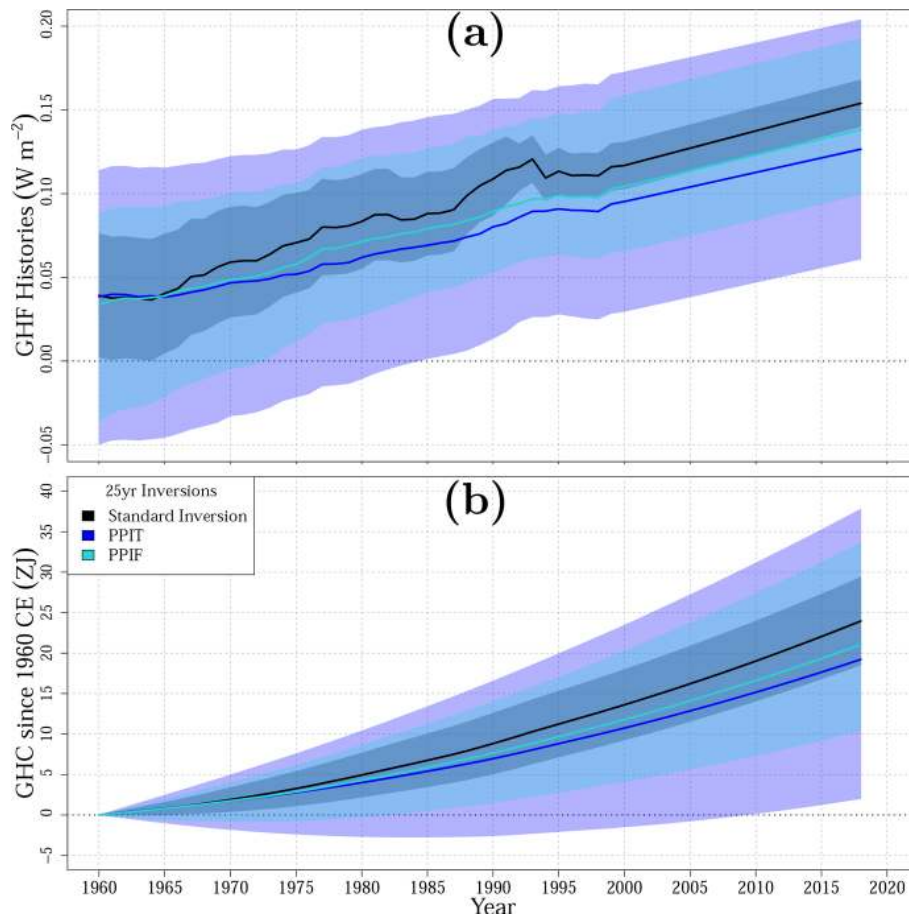 (a)
GHF Histories (W m⁻²)
0.20
0.15
0.10
0.05
0.00
−0.05
(b)
GHC since 1960 CE (ZJ)
40
35
30
25
20
15
10
5
0
−5
25yr Inversions
Standard Inversion
PPIT
PPIF
1960 1965 1970 1975 1980 1985 1990 1995 2000 2005 2010 2015 2020
Year